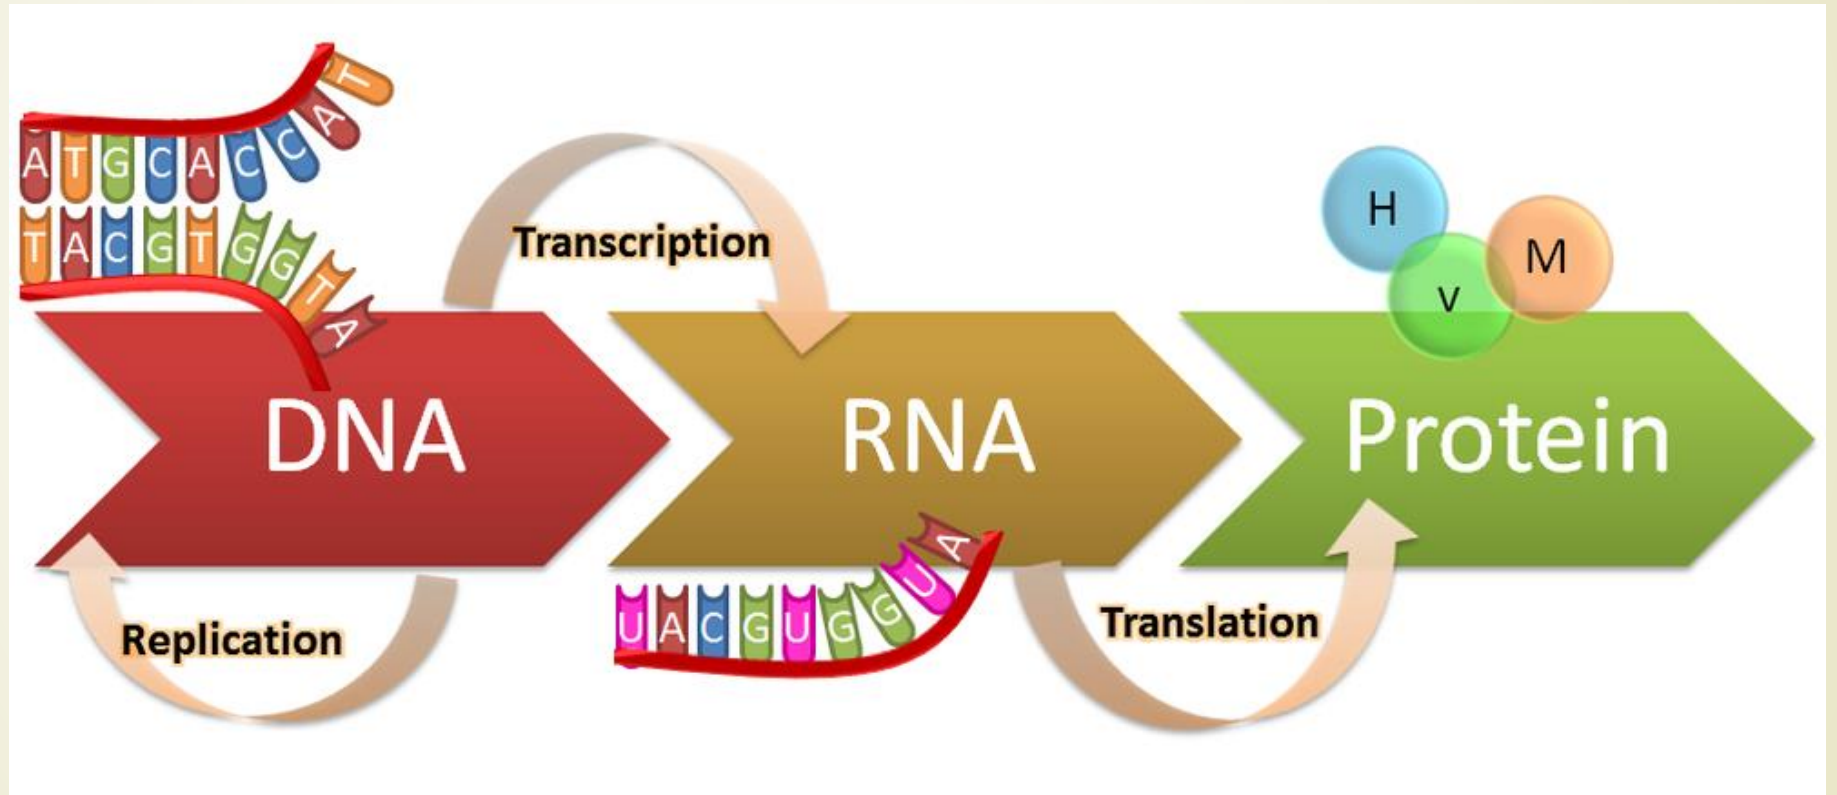 ATGCACCAT
TACGTGGTA
Transcription
H
V
M
DNA
RNA
Protein
Replication
UACGUGGUA
Translation